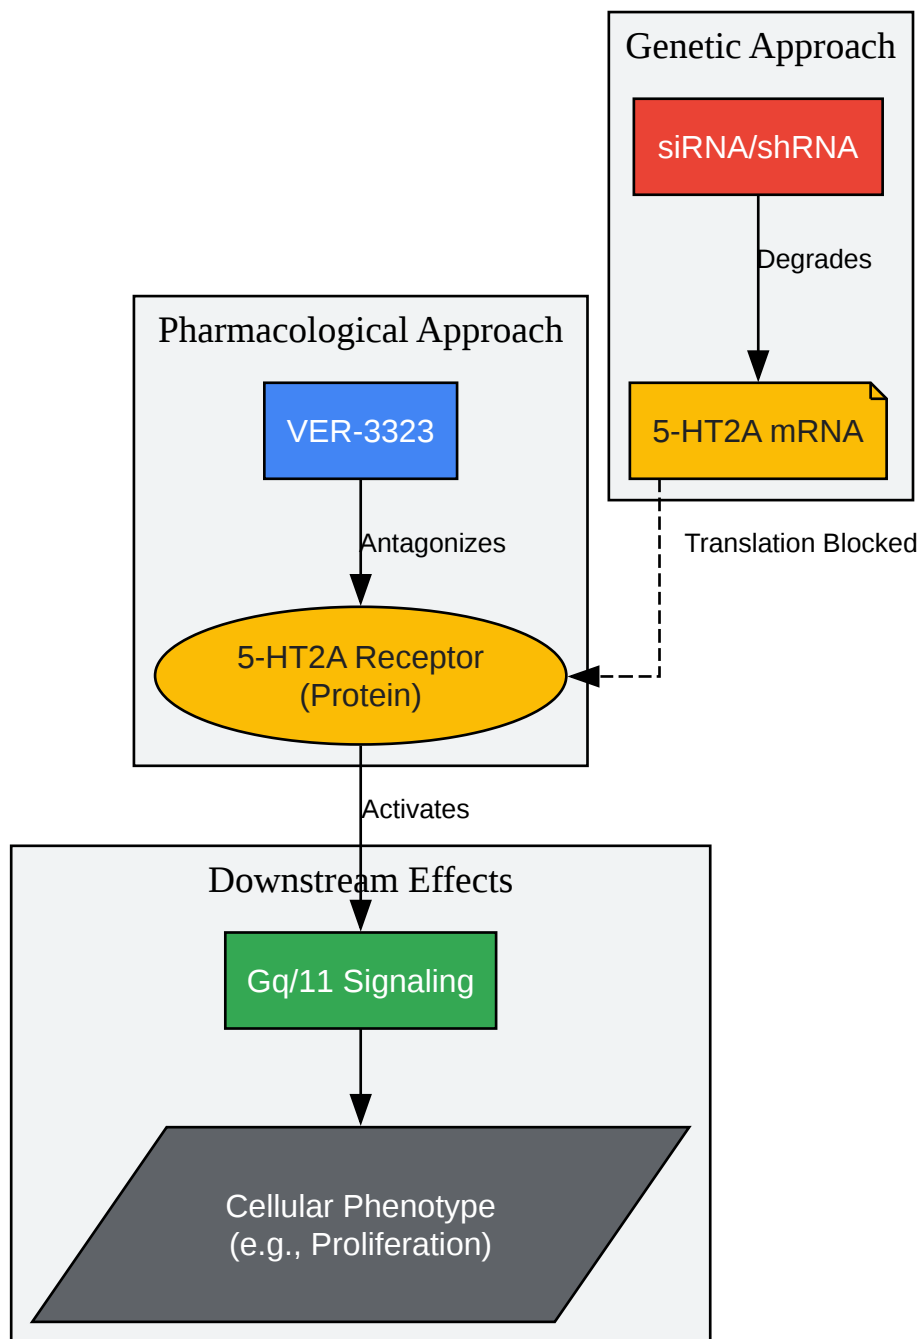 Genetic Approach
siRNA/shRNA
Degrades
Pharmacological Approach
VER-3323
5-HT2A mRNA
Antagonizes
Translation Blocked
5-HT2A Receptor
(Protein)
Activates
Downstream Effects
Gq/11 Signaling
Cellular Phenotype
(e.g., Proliferation)